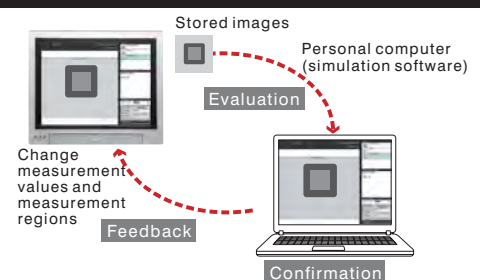 Stored images
Personal computer
(simulation software)
Evaluation
Change
measurement
values and
measurement
regions
Feedback
Confirmation